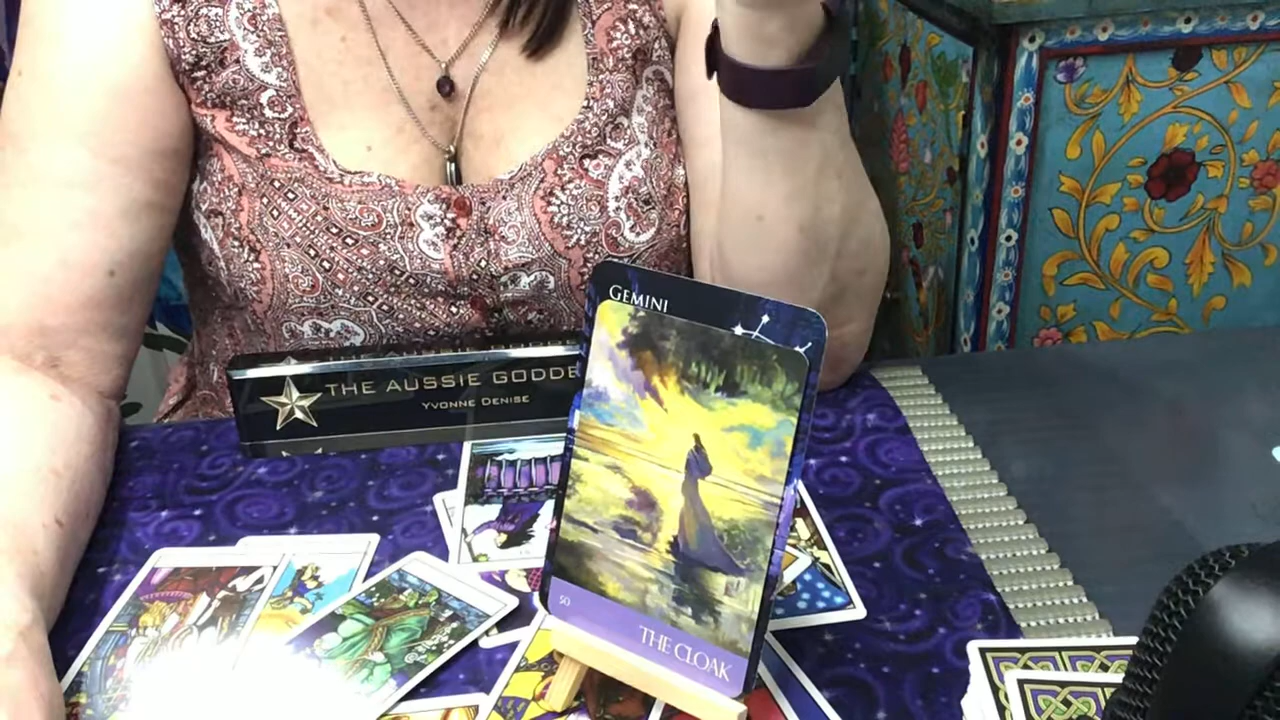 GEMINI
THE AUSSIE GODDE
YVONNE DENISE
50
THE CLOAK